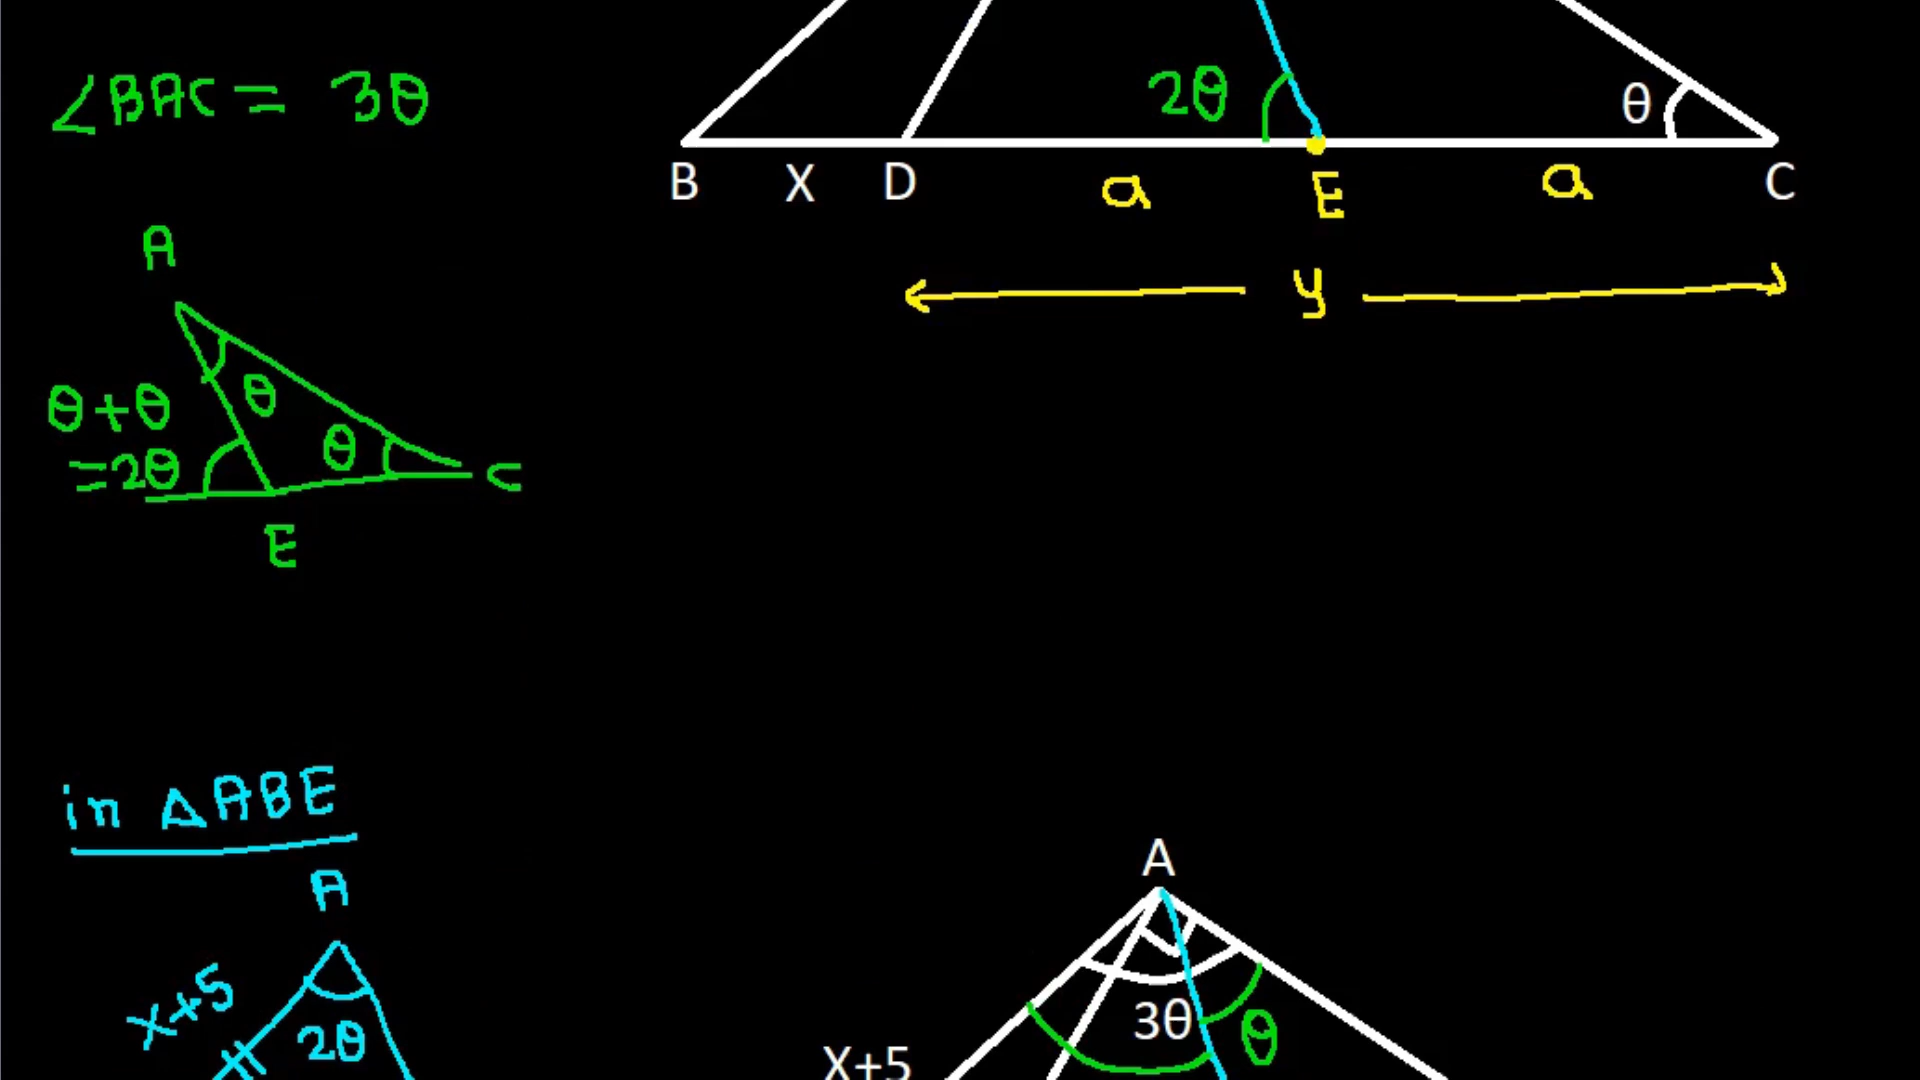 ∠BAC = 3θ
2θ
θ
B X D a E a C
y
A
θ+θ
=2θ
θ
θ
C
E
in ΔABE
A
x+5
2θ
A
3θ
θ
X+5